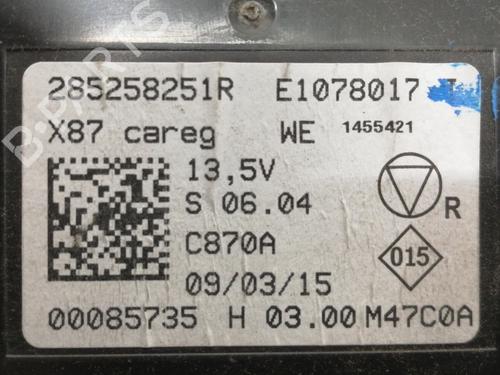 285258251R E1078017
X87 careg WE 1455421
13,5V
S 06.04
R
C870A
015
09/03/15
00085735 H 03.00 M47C0A
B-PARTS